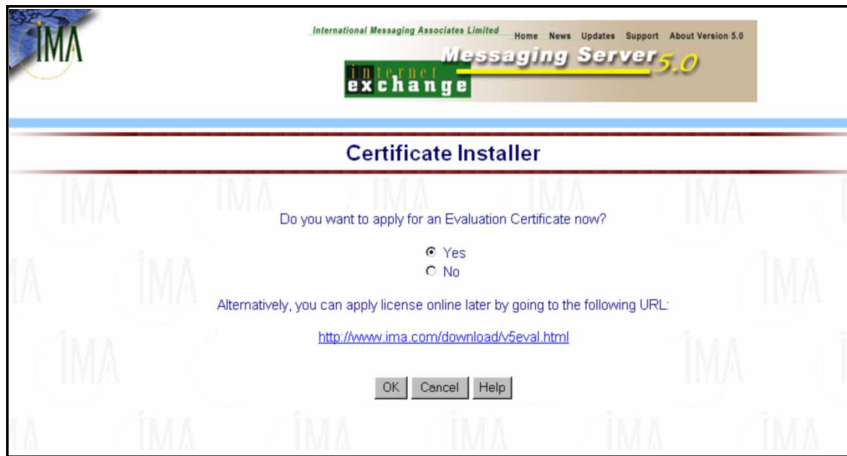 IMA
International Messaging Associates Limited
Home News Updates Support About Version 5.0
Messaging Server 5.0
internet
exchange
Certificate Installer
Do you want to apply for an Evaluation Certificate now?
Yes
No
Alternatively, you can apply license online later by going to the following URL:
http://www.ima.com/download/v5eval.html
OK Cancel Help